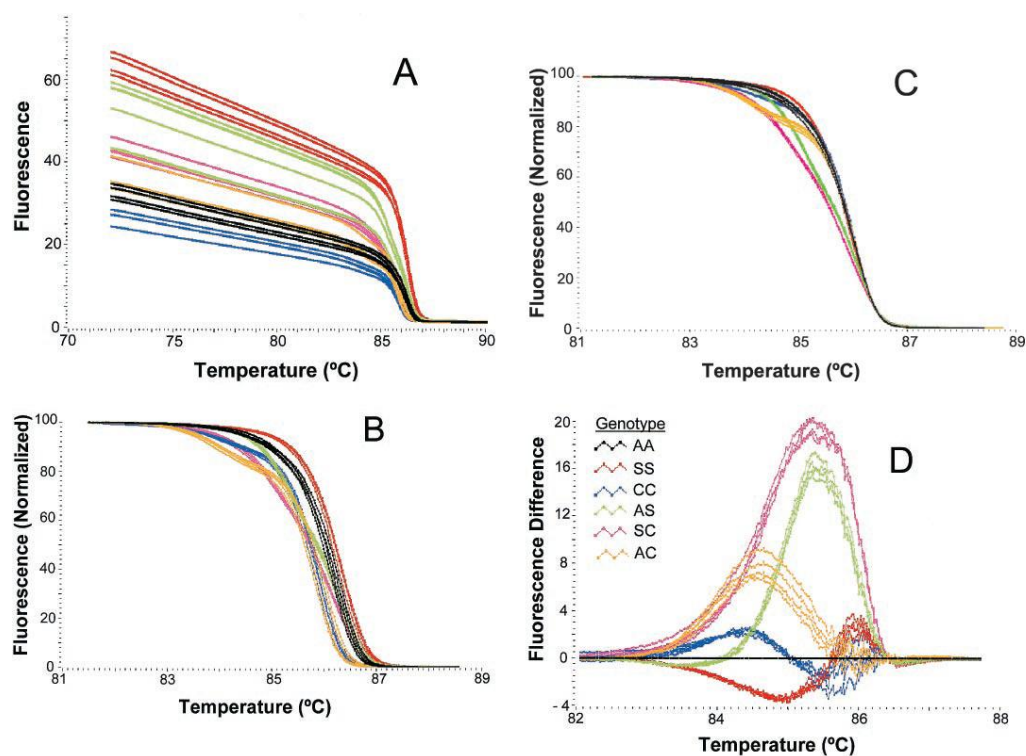 A
Fluorescence
60
40
20
0
70
75
80
85
90
Temperature (ºC)
C
Fluorescence (Normalized)
100
80
60
40
20
0
81
83
85
87
89
Temperature (ºC)
B
Fluorescence (Normalized)
100
80
60
40
20
0
81
83
85
87
89
Temperature (ºC)
D
Fluorescence Difference
20
16
12
8
4
0
-4
Genotype
AA
SS
CC
AS
SC
AC
82
84
86
88
Temperature (ºC)